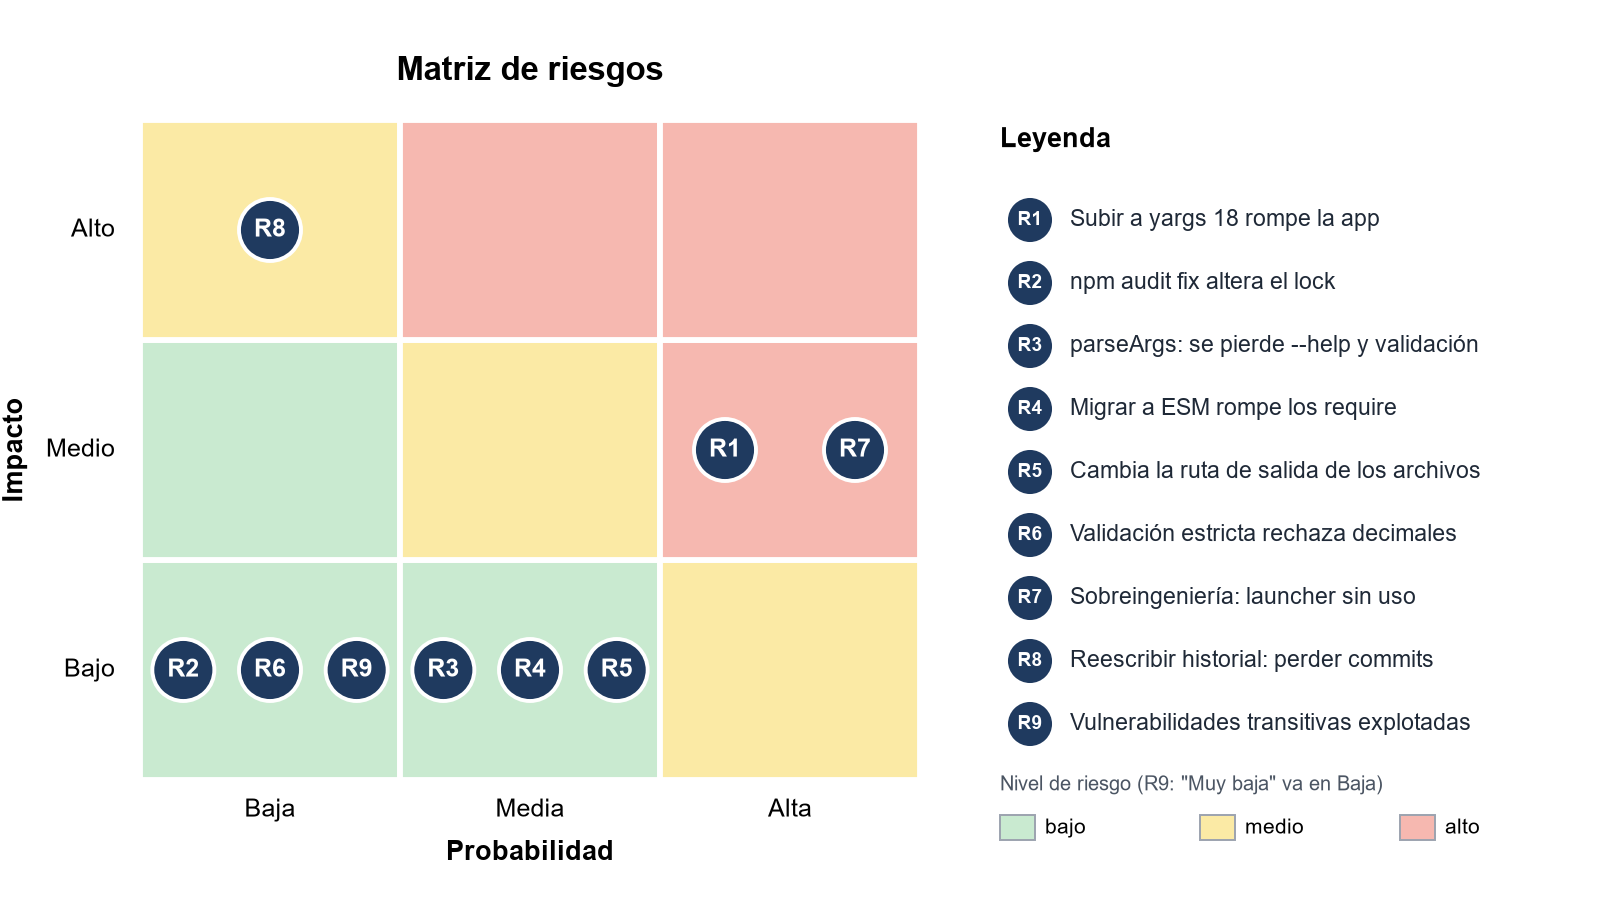 Matriz de riesgos
Impacto
Alto
R8
Medio
R1 R7
Bajo
R2 R6 R9 R3 R4 R5
Baja Media Alta
Probabilidad
Leyenda
R1 Subir a yargs 18 rompe la app
R2 npm audit fix altera el lock
R3 parseArgs: se pierde --help y validación
R4 Migrar a ESM rompe los require
R5 Cambia la ruta de salida de los archivos
R6 Validación estricta rechaza decimales
R7 Sobreingeniería: launcher sin uso
R8 Reescribir historial: perder commits
R9 Vulnerabilidades transitivas explotadas
Nivel de riesgo (R9: "Muy baja" va en Baja)
bajo medio alto